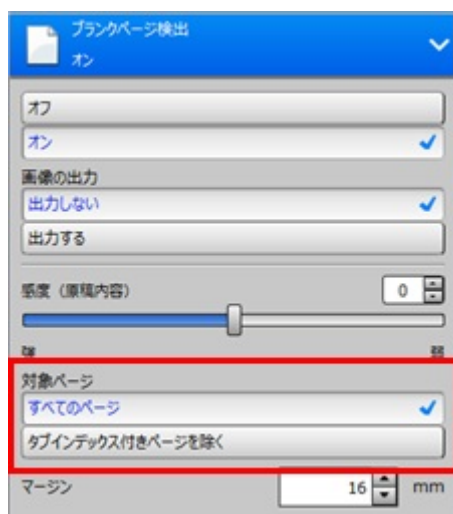 ブランクページ検出
オン
オフ
オン
画像の出力
出力しない
出力する
感度（原稿内容）
0
強 弱
対象ページ
すべてのページ
タブインデックス付きページを除く
マージン 16 mm